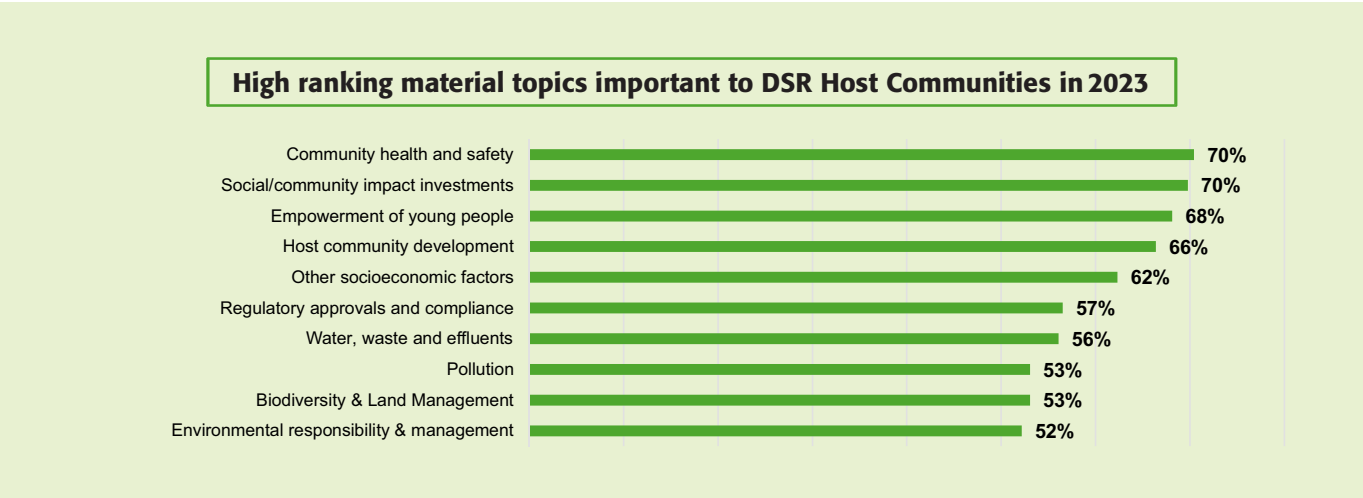 High ranking material topics important to DSR Host Communities in 2023
Community health and safety 70%
Social/community impact investments 70%
Empowerment of young people 68%
Host community development 66%
Other socioeconomic factors 62%
Regulatory approvals and compliance 57%
Water, waste and effluents 56%
Pollution 53%
Biodiversity & Land Management 53%
Environmental responsibility & management 52%